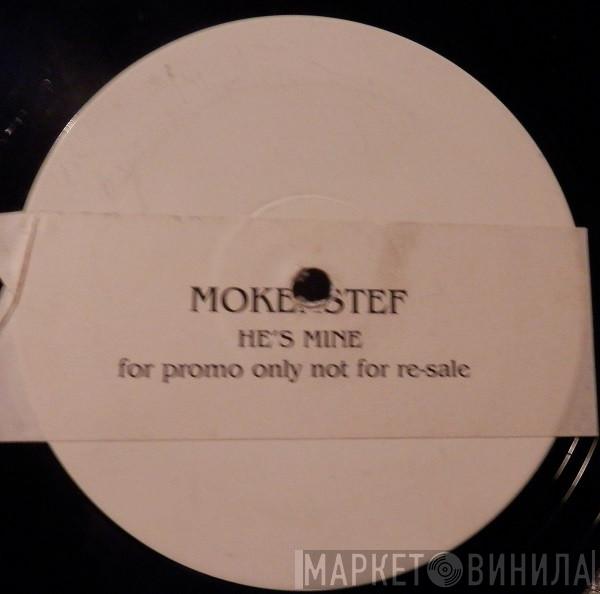 MOKENSTEF
HE'S MINE
for promo only not for re-sale
МАРКЕТ ВИНИЛА